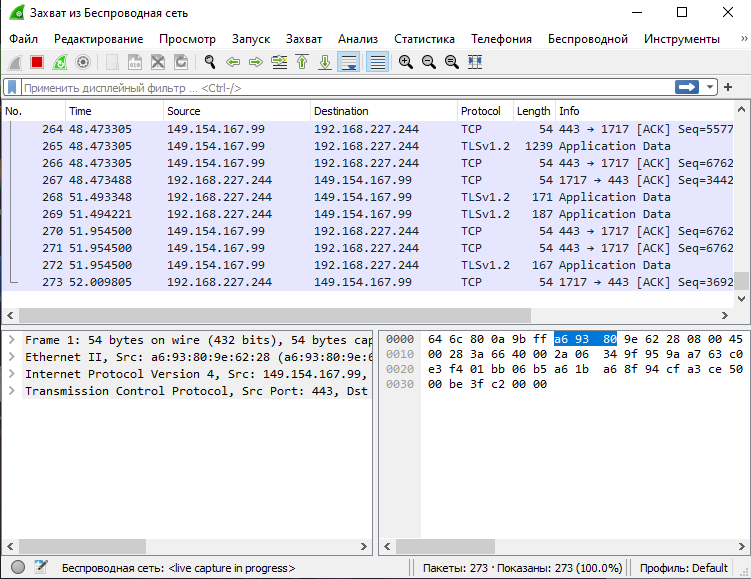 Захват из Беспроводная сеть
Файл Редактирование Просмотр Запуск Захват Анализ Статистика Телефония Беспроводной Инструменты »
Применить дисплейный фильтр ... <Ctrl-/>
No. Time Source Destination Protocol Length Info
264 48.473305 149.154.167.99 192.168.227.244 TCP 54 443 → 1717 [ACK] Seq=5577
265 48.473305 149.154.167.99 192.168.227.244 TLSv1.2 1239 Application Data
266 48.473305 149.154.167.99 192.168.227.244 TCP 54 443 → 1717 [ACK] Seq=6762
267 48.473488 192.168.227.244 149.154.167.99 TCP 54 1717 → 443 [ACK] Seq=3442
268 51.493348 192.168.227.244 149.154.167.99 TLSv1.2 171 Application Data
269 51.494221 192.168.227.244 149.154.167.99 TLSv1.2 187 Application Data
270 51.954500 149.154.167.99 192.168.227.244 TCP 54 443 → 1717 [ACK] Seq=6762
271 51.954500 149.154.167.99 192.168.227.244 TCP 54 443 → 1717 [ACK] Seq=6762
272 51.954500 149.154.167.99 192.168.227.244 TLSv1.2 167 Application Data
273 52.009805 192.168.227.244 149.154.167.99 TCP 54 1717 → 443 [ACK] Seq=3692
Frame 1: 54 bytes on wire (432 bits), 54 bytes cap
Ethernet II, Src: a6:93:80:9e:62:28 (a6:93:80:9e:6
Internet Protocol Version 4, Src: 149.154.167.99,
Transmission Control Protocol, Src Port: 443, Dst
0000 64 6c 80 0a 9b ff a6 93 80 9e 62 28 08 00 45
0010 00 28 3a 66 40 00 2a 06 34 9f 95 9a a7 63 c0
0020 e3 f4 01 bb 06 b5 a6 1b a6 8f 94 cf a3 ce 50
0030 00 be 3f c2 00 00
Беспроводная сеть: <live capture in progress>
Пакеты: 273 · Показаны: 273 (100.0%)
Профиль: Default